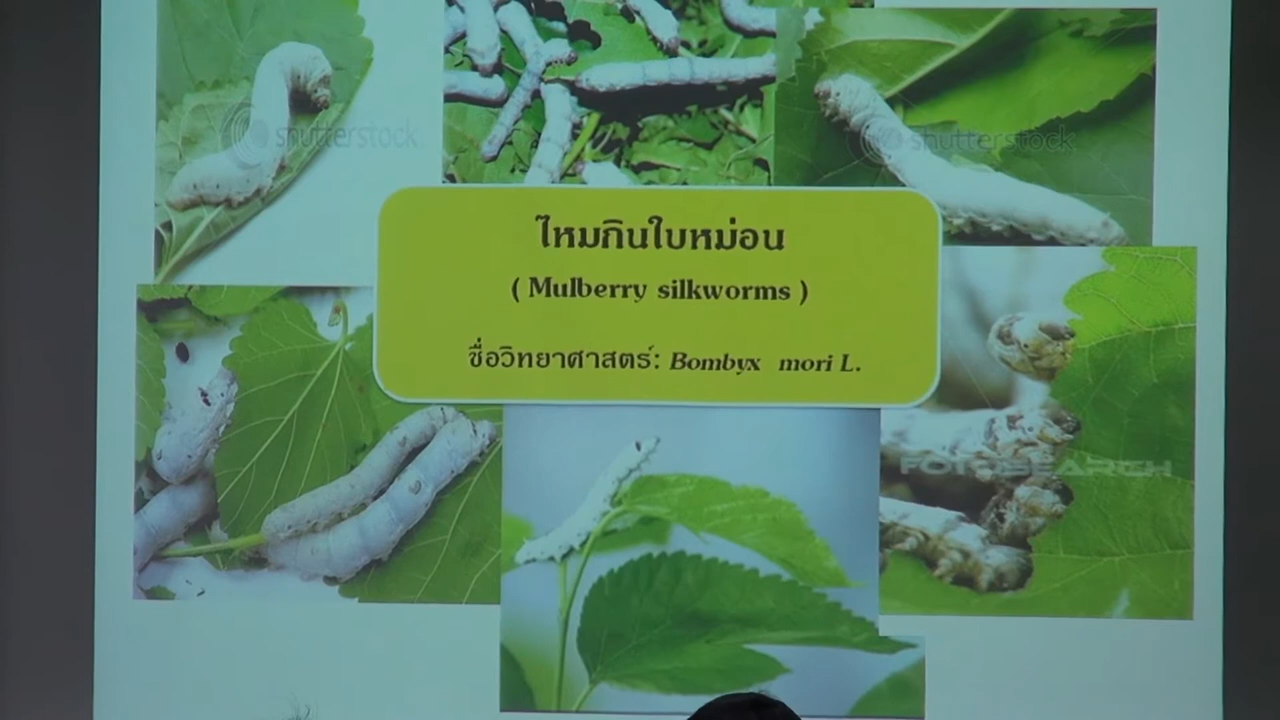 shutterstock
shutterstock
ไหมกินใบหม่อน
( Mulberry silkworms )
ชื่อวิทยาศาสตร์: Bombyx mori L.
FOTOSEARCH